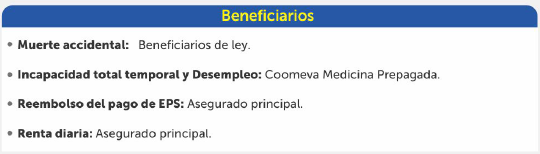 Beneficiarios
• Muerte accidental: Beneficiarios de ley.
• Incapacidad total temporal y Desempleo: Coomeva Medicina Prepagada.
• Reembolso del pago de EPS: Asegurado principal.
• Renta diaria: Asegurado principal.